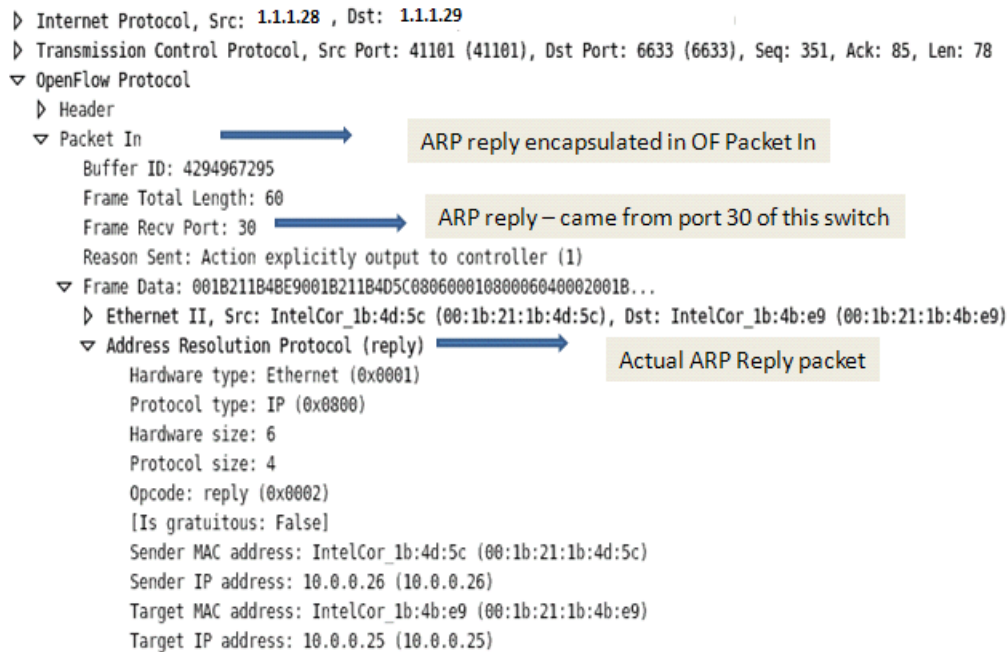 Internet Protocol, Src: 1.1.1.28 , Dst: 1.1.1.29
Transmission Control Protocol, Src Port: 41101 (41101), Dst Port: 6633 (6633), Seq: 351, Ack: 85, Len: 78
OpenFlow Protocol
Header
Packet In
ARP reply encapsulated in OF Packet In
Buffer ID: 4294967295
Frame Total Length: 60
Frame Recv Port: 30
ARP reply – came from port 30 of this switch
Reason Sent: Action explicitly output to controller (1)
Frame Data: 001B211B4BE9001B211B4D5C08060001080006040002001B...
Ethernet II, Src: IntelCor_1b:4d:5c (00:1b:21:1b:4d:5c), Dst: IntelCor_1b:4b:e9 (00:1b:21:1b:4b:e9)
Address Resolution Protocol (reply)
Actual ARP Reply packet
Hardware type: Ethernet (0x0001)
Protocol type: IP (0x0800)
Hardware size: 6
Protocol size: 4
Opcode: reply (0x0002)
[Is gratuitous: False]
Sender MAC address: IntelCor_1b:4d:5c (00:1b:21:1b:4d:5c)
Sender IP address: 10.0.0.26 (10.0.0.26)
Target MAC address: IntelCor_1b:4b:e9 (00:1b:21:1b:4b:e9)
Target IP address: 10.0.0.25 (10.0.0.25)